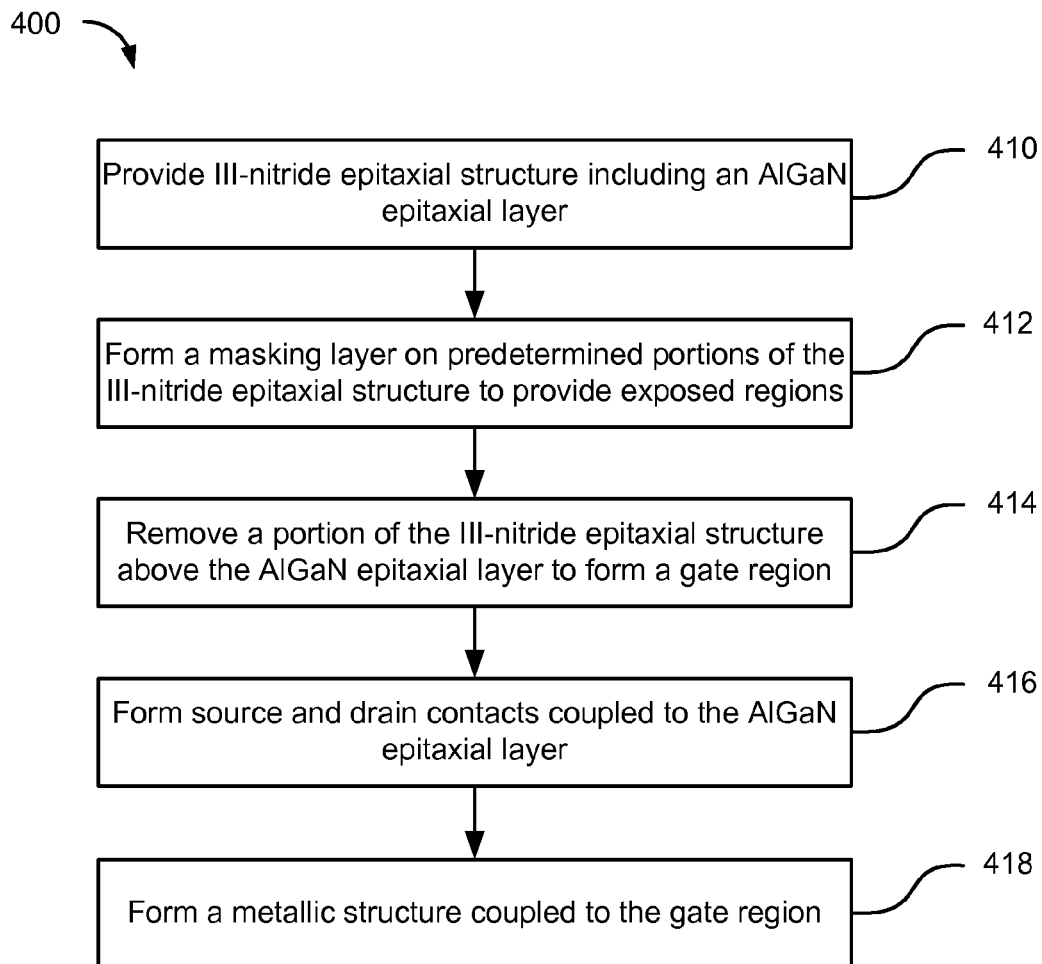 400
Provide III-nitride epitaxial structure including an AlGaN
epitaxial layer
410
Form a masking layer on predetermined portions of the
III-nitride epitaxial structure to provide exposed regions
412
Remove a portion of the III-nitride epitaxial structure
above the AlGaN epitaxial layer to form a gate region
414
Form source and drain contacts coupled to the AlGaN
epitaxial layer
416
Form a metallic structure coupled to the gate region
418